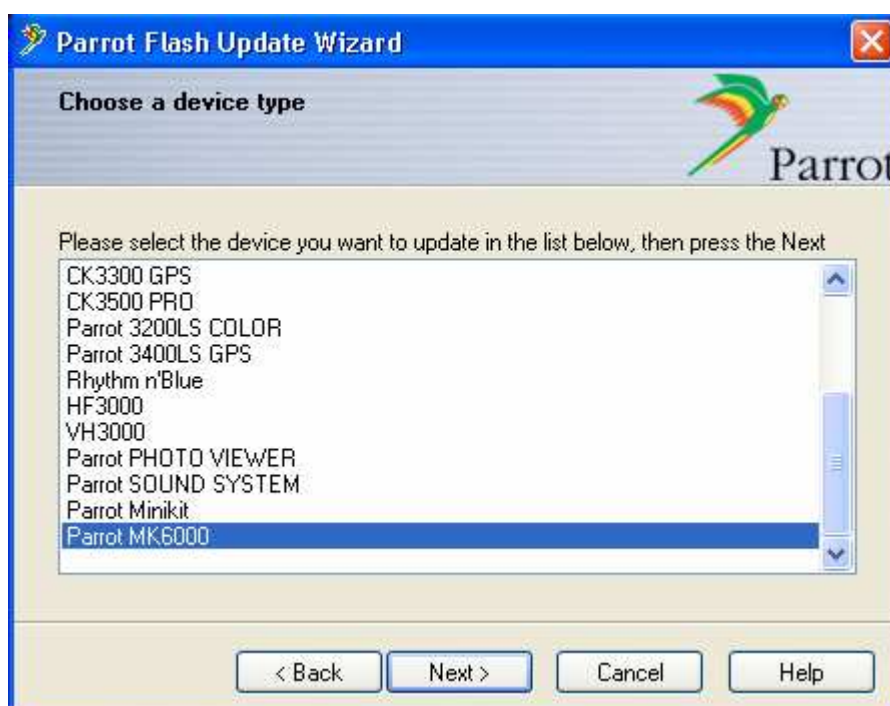 Parrot Flash Update Wizard
Choose a device type
Parrot
Please select the device you want to update in the list below, then press the Next
CK3300 GPS
CK3500 PRO
Parrot 3200LS COLOR
Parrot 3400LS GPS
Rhythm n'Blue
HF3000
VH3000
Parrot PHOTO VIEWER
Parrot SOUND SYSTEM
Parrot Minikit
Parrot MK6000
< Back Next > Cancel Help